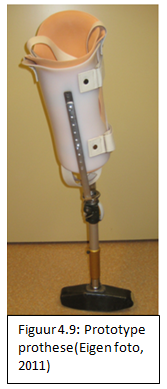 Figuur 4.9: Prototype
prothese(Eigen foto,
2011)